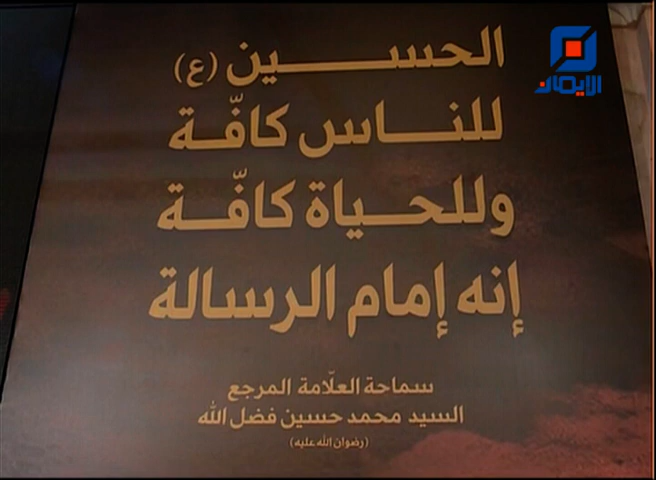 الحسين (ع)
للناس كافّة
وللحياة كافّة
إنه إمام الرسالة
سماحة العلّامة المرجع
السيد محمد حسين فضل الله
(رضوان الله عليه)
الايمان